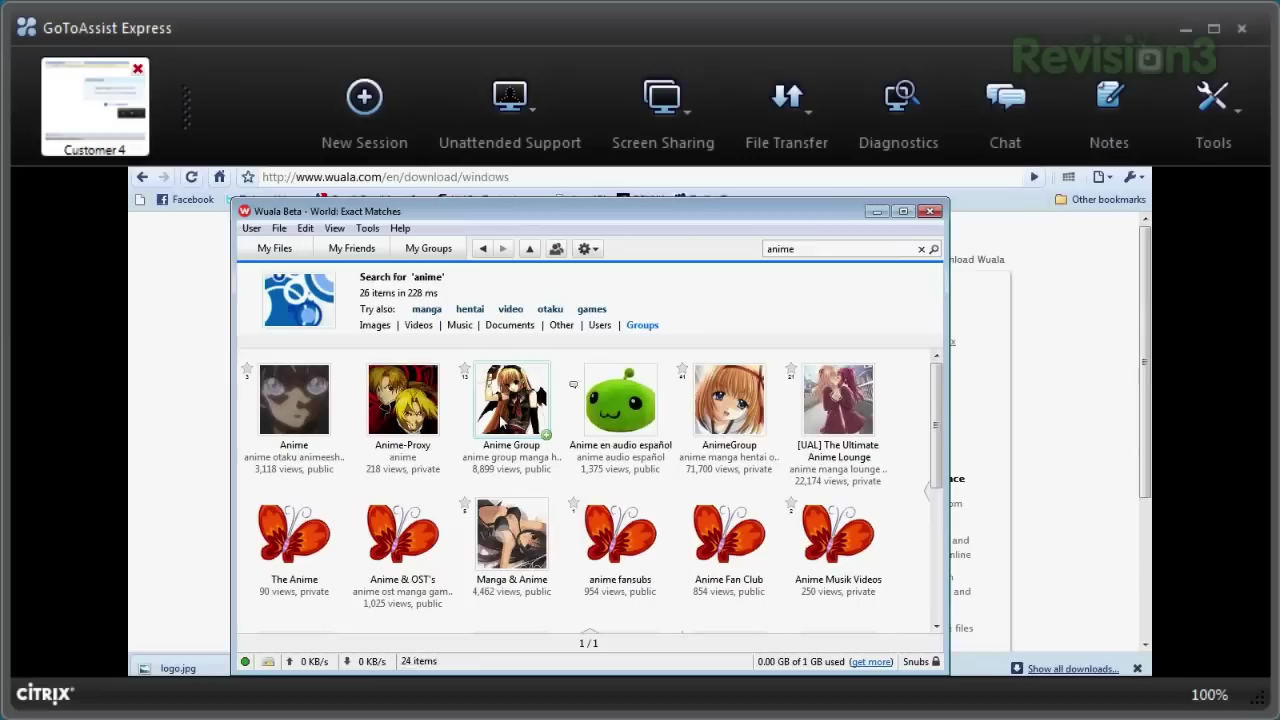 GoToAssist Express
Revision3
Customer 4
New Session
Unattended Support
Screen Sharing
File Transfer
Diagnostics
Chat
Notes
Tools
http://www.wuala.com/en/download/windows
Facebook
Other bookmarks
Wuala Beta - World: Exact Matches
User File Edit View Tools Help
My Files My Friends My Groups
anime
nload Wuala
Search for 'anime'
26 items in 228 ms
Try also: manga hentai video otaku games
Images | Videos | Music | Documents | Other | Users | Groups
Anime
anime otaku animeesh..
3,118 views, public
Anime-Proxy
anime
218 views, private
Anime Group
anime group manga h..
8,899 views, public
Anime en audio español
anime audio español
1,375 views, public
AnimeGroup
anime manga hentai o..
71,700 views, private
[UAL] The Ultimate
Anime Lounge
anime manga lounge ..
22,174 views, private
The Anime
90 views, private
Anime & OST's
anime ost manga gam..
1,025 views, public
Manga & Anime
4,462 views, public
anime fansubs
954 views, public
Anime Fan Club
854 views, public
Anime Musik Videos
250 views, private
ce
om
and
nline
n
and
files
1 / 1
0 KB/s 0 KB/s 24 items
0.00 GB of 1 GB used (get more) Snubs
logo.jpg
Show all downloads...
CITRIX
100%